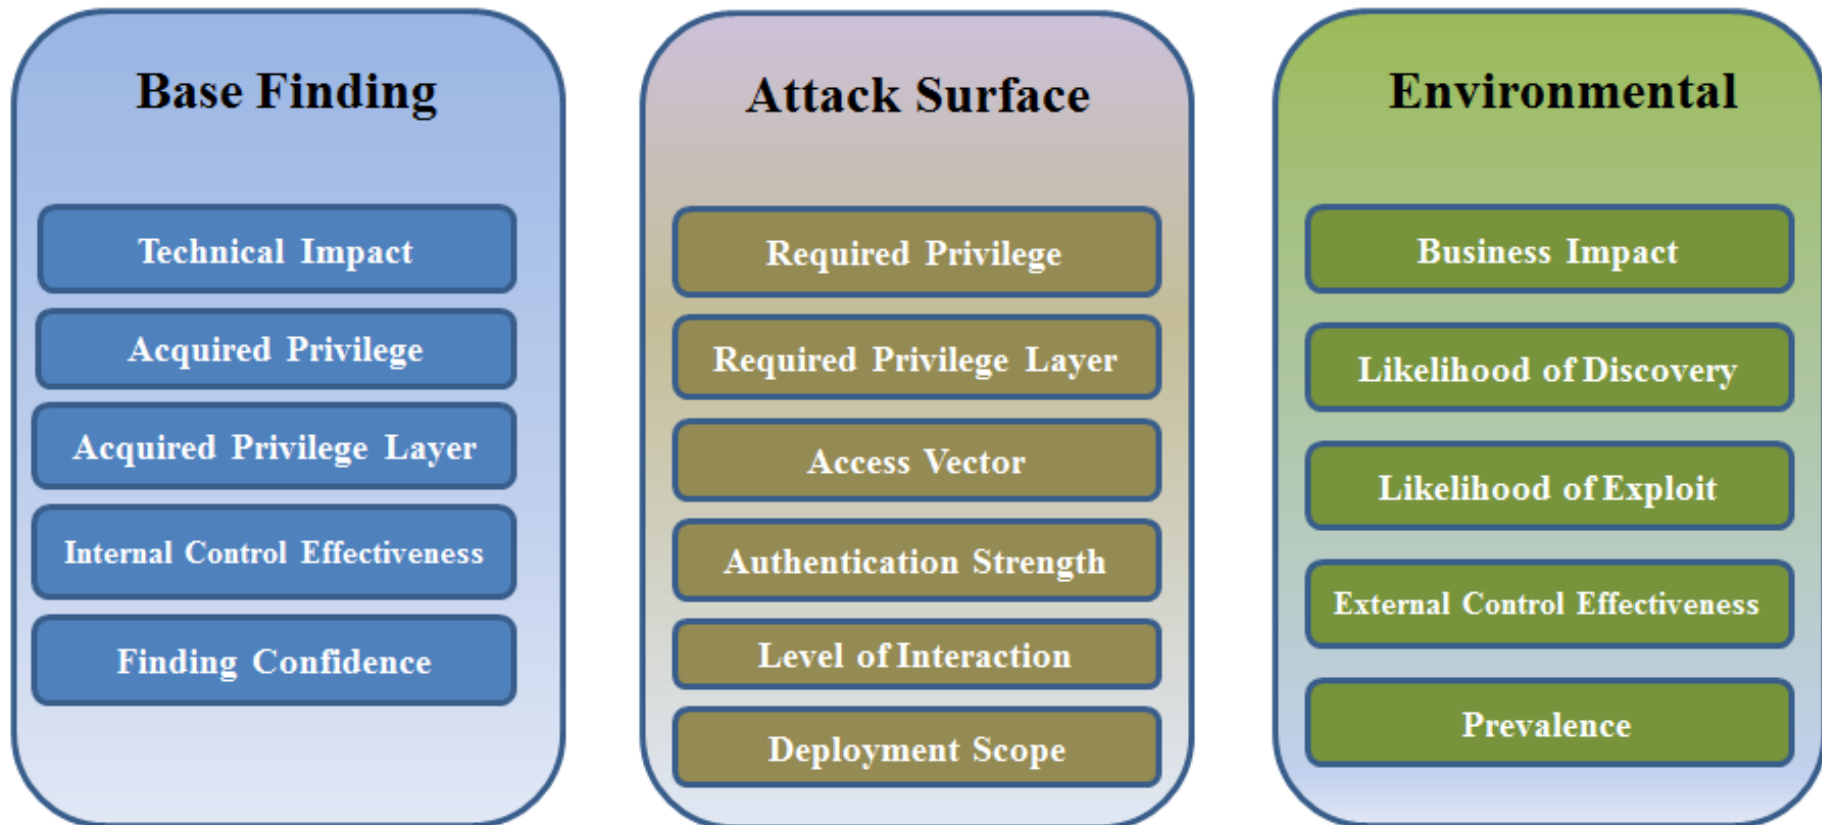 Base Finding
Technical Impact
Acquired Privilege
Acquired Privilege Layer
Internal Control Effectiveness
Finding Confidence
Attack Surface
Required Privilege
Required Privilege Layer
Access Vector
Authentication Strength
Level of Interaction
Deployment Scope
Environmental
Business Impact
Likelihood of Discovery
Likelihood of Exploit
External Control Effectiveness
Prevalence